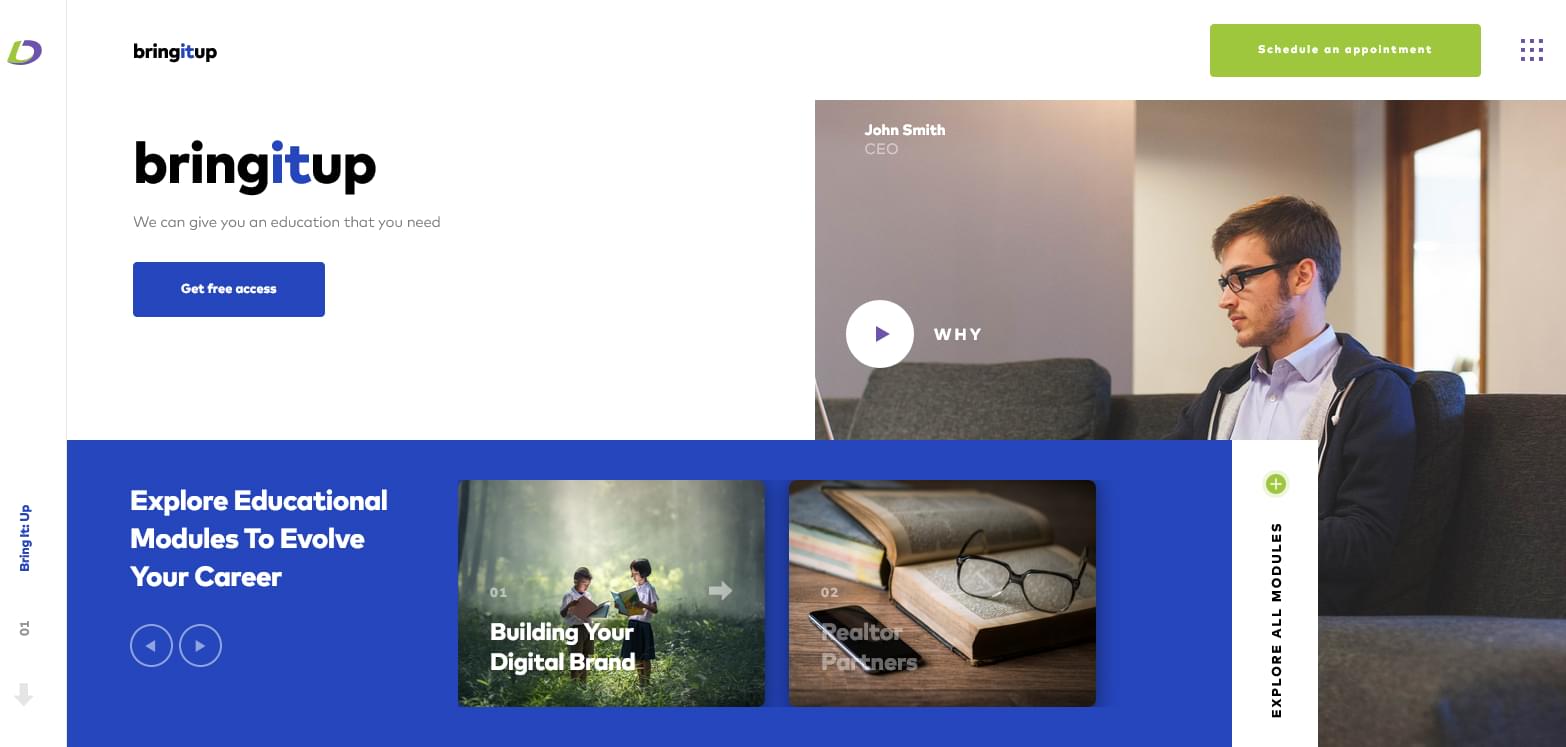 bringitup
Schedule an appointment
bringitup
We can give you an education that you need
Get free access
John Smith
CEO
WHY
Explore Educational
Modules To Evolve
Your Career
01
Building Your
Digital Brand
02
Realtor
Partners
EXPLORE ALL MODULES
Bring It: Up
01